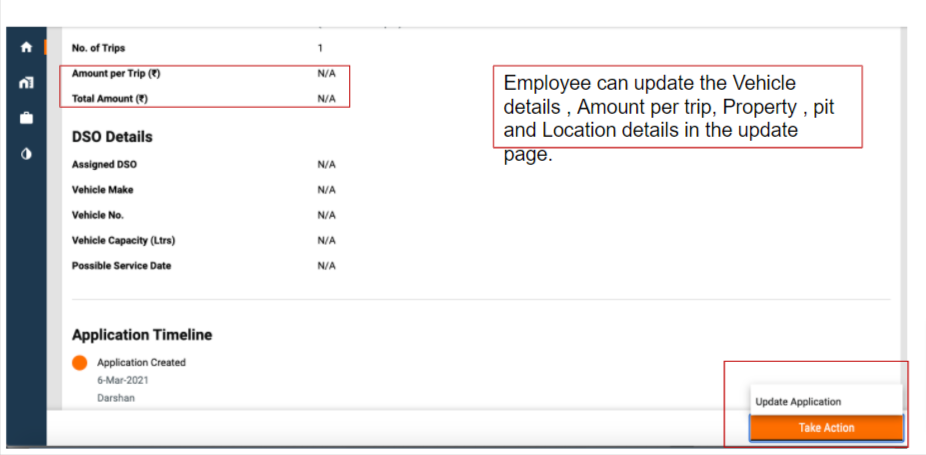 No. of Trips 1
Amount per Trip (₹) N/A
Total Amount (₹) N/A
Employee can update the Vehicle
details , Amount per trip, Property , pit
and Location details in the update
page.
DSO Details
Assigned DSO N/A
Vehicle Make N/A
Vehicle No. N/A
Vehicle Capacity (Ltrs) N/A
Possible Service Date N/A
Application Timeline
Application Created
6-Mar-2021
Darshan
Update Application
Take Action